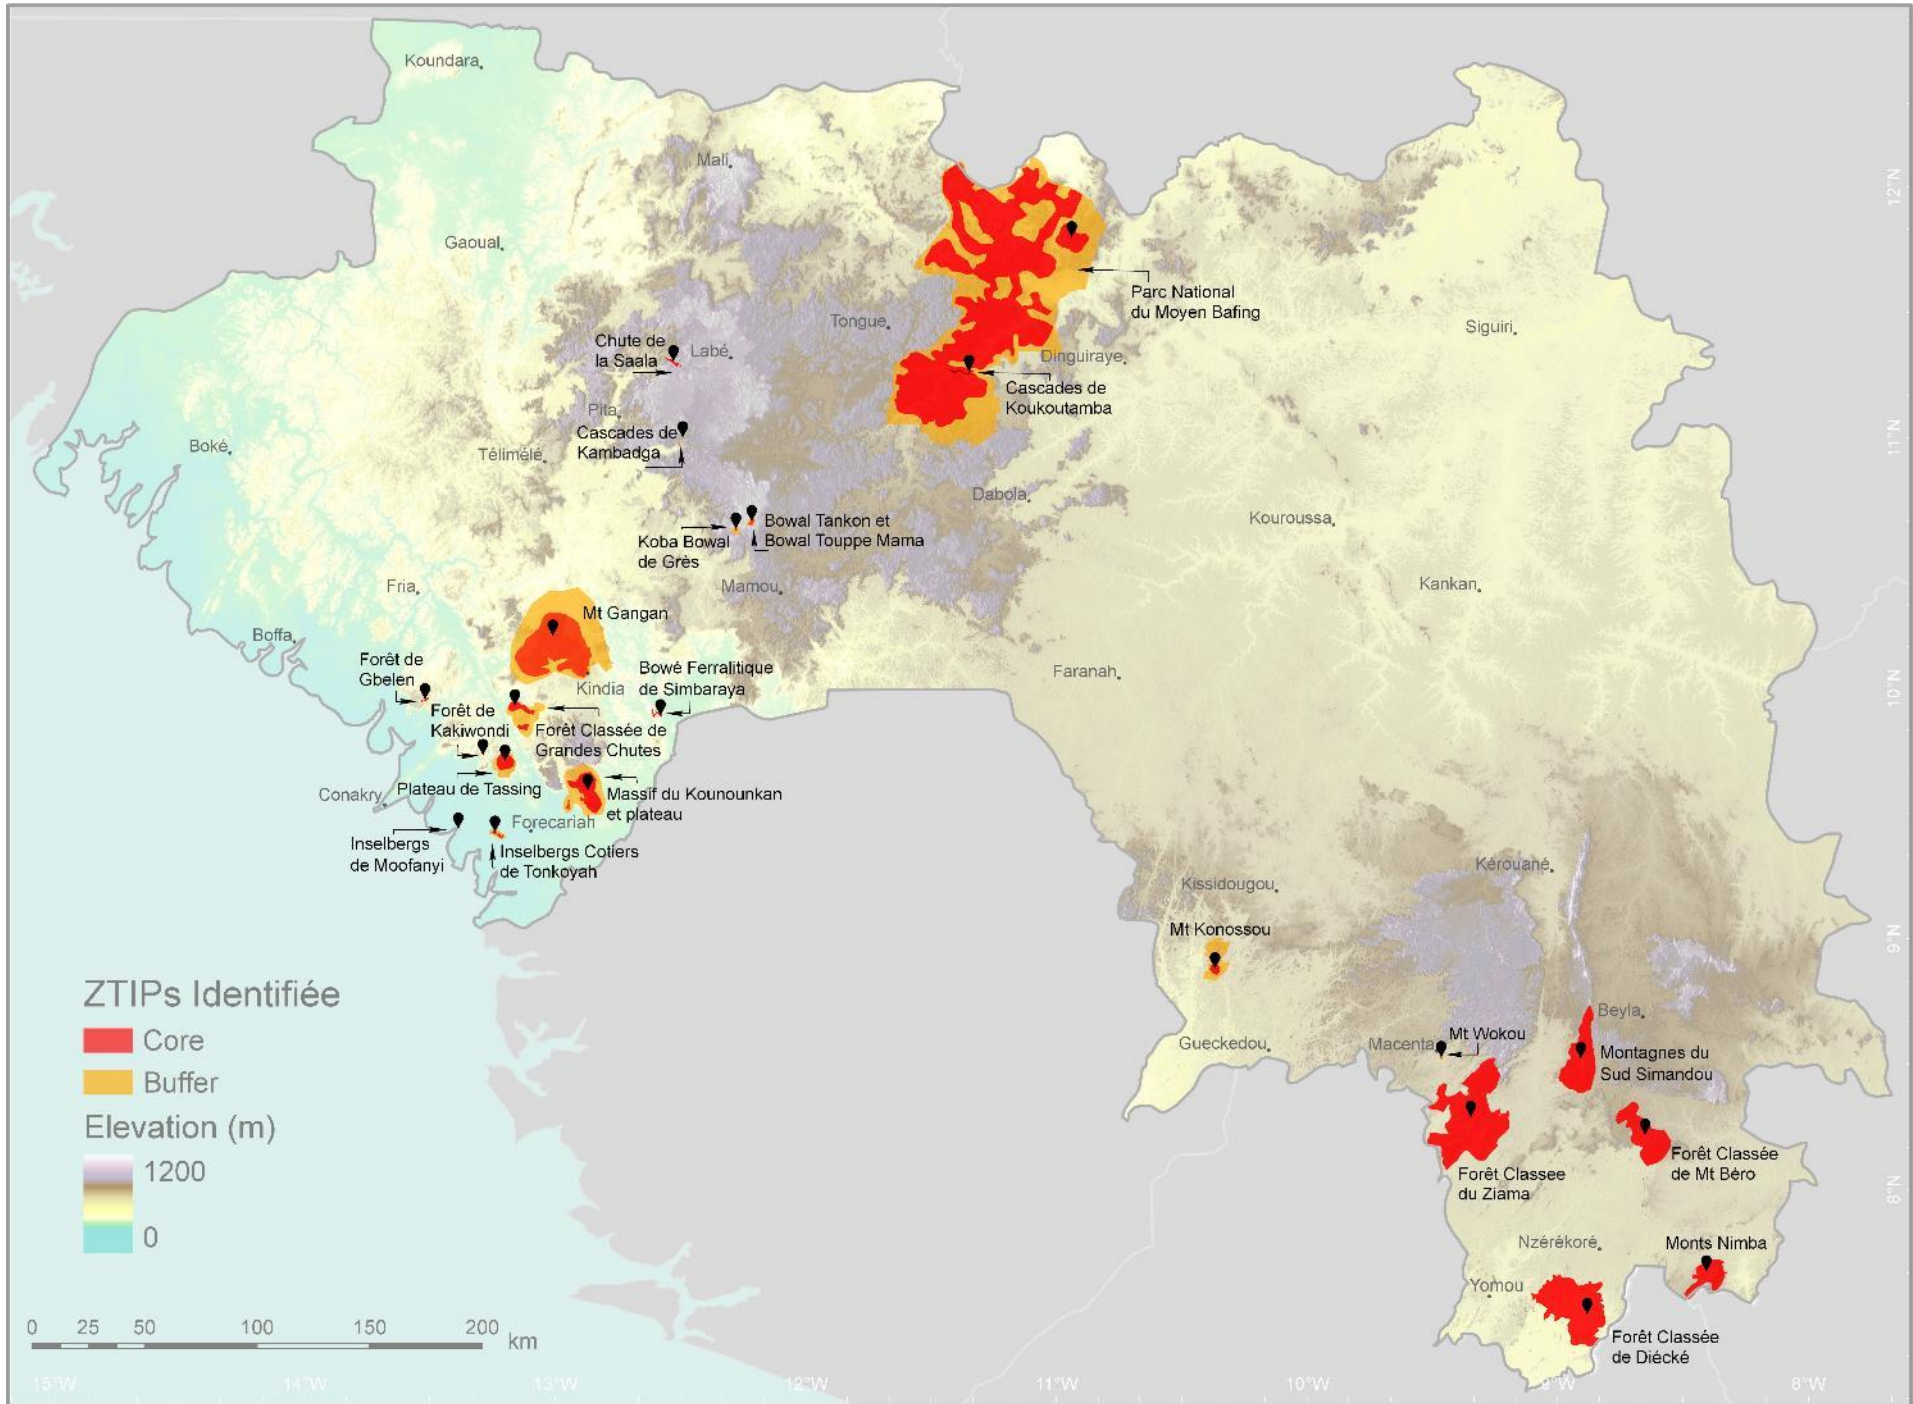 Koundara
Mali
12°N
Gaoual
Parc National
du Moyen Bafing
Tongue
Siguiri
Chute de
la Saala
Labé
Dinguiraye
Cascades de
Koukoutamba
Pita
Cascades de
Kambadga
Boké
Télimélé
11°N
Dabola
Kouroussa
Koba Bowal
de Grès
Bowal Tankon et
Bowal Touppe Mama
Fria
Mamou
Kankan
Mt Gangan
Boffa
Forêt de
Gbelen
Kindia
Bowé Ferralitique
de Simbaraya
Faranah
10°N
Forêt de
Kakiwondi
Forêt Classée de
Grandes Chutes
Plateau de Tassing
Conakry
Massif du Kounounkan
et plateau
Forecariah
Inselbergs
de Moofanyi
Inselbergs Cotiers
de Tonkoyah
Kérouané
Kissidougou
Mt Konossou
9°N
ZTIPs Identifiée
Core
Buffer
Elevation (m)
1200
0
Beyla
Gueckedou
Macenta
Mt Wokou
Montagnes du
Sud Simandou
Forêt Classée
de Mt Béro
Forêt Classee
du Ziama
8°N
Nzérékoré
Monts Nimba
Yomou
Forêt Classée
de Diécké
0 25 50 100 150 200 km
15°W 14°W 13°W 12°W 11°W 10°W 9°W 8°W